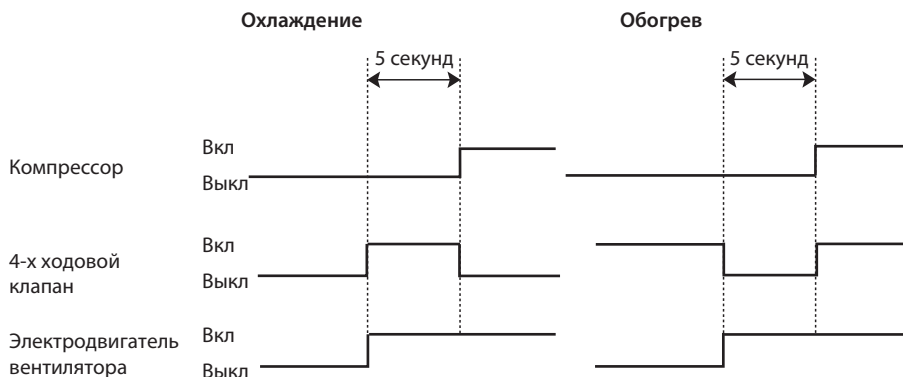 Охлаждение
Обогрев
5 секунд
5 секунд
Компрессор
Вкл
Выкл
4-х ходовой
клапан
Вкл
Выкл
Электродвигатель
вентилятора
Вкл
Выкл